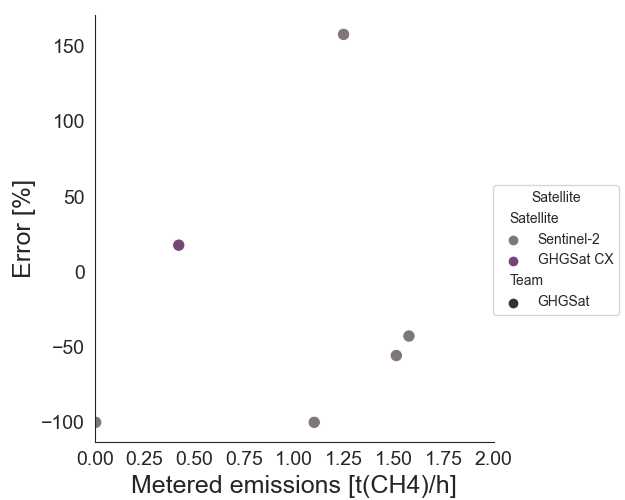 150
100
50
0
−50
−100
Error [%]
0.00 0.25 0.50 0.75 1.00 1.25 1.50 1.75 2.00
Metered emissions [t(CH4)/h]
Satellite
Satellite
Sentinel-2
GHGSat CX
Team
GHGSat